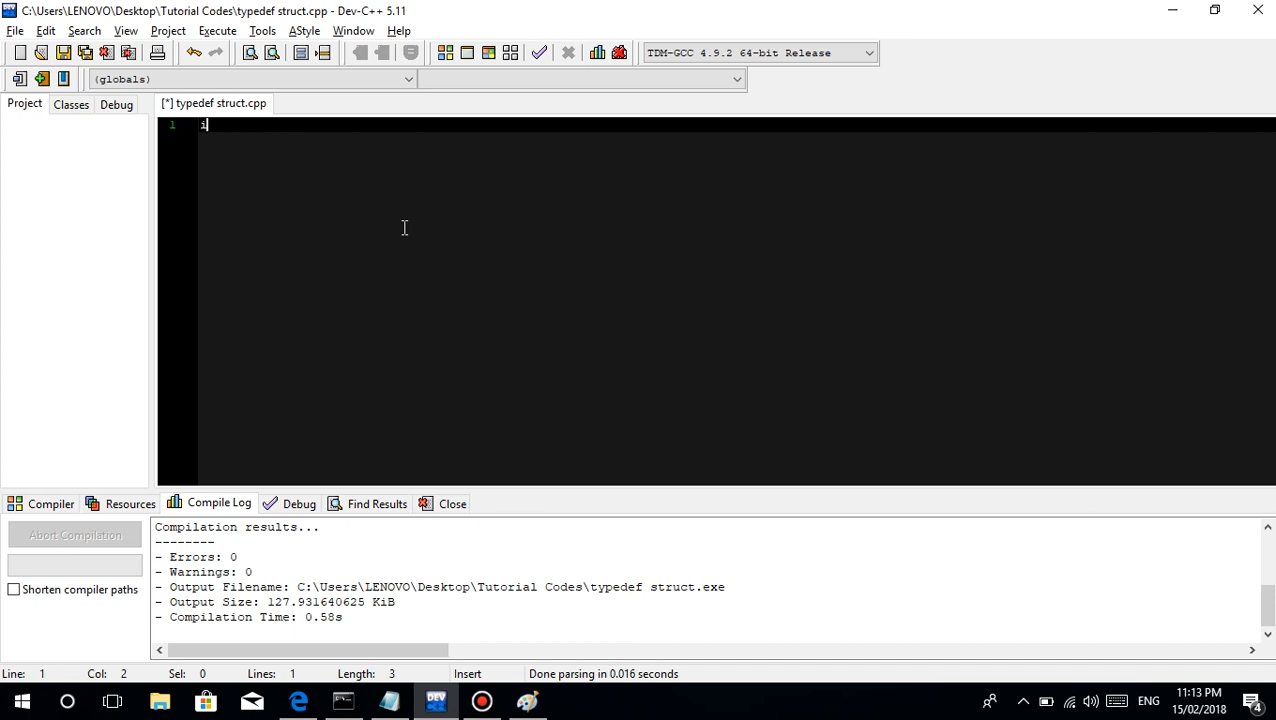 C:\Users\LENOVO\Desktop\Tutorial Codes\typedef struct.cpp - Dev-C++ 5.11
File Edit Search View Project Execute Tools AStyle Window Help
TDM-GCC 4.9.2 64-bit Release
(globals)
Project Classes Debug [*] typedef struct.cpp
1 i
Compiler Resources Compile Log Debug Find Results Close
Abort Compilation
Shorten compiler paths
Compilation results...
--------
- Errors: 0
- Warnings: 0
- Output Filename: C:\Users\LENOVO\Desktop\Tutorial Codes\typedef struct.exe
- Output Size: 127.931640625 KiB
- Compilation Time: 0.58s
Line: 1 Col: 2 Sel: 0 Lines: 1 Length: 3 Insert Done parsing in 0.016 seconds
DEV
ENG
11:13 PM
15/02/2018
4